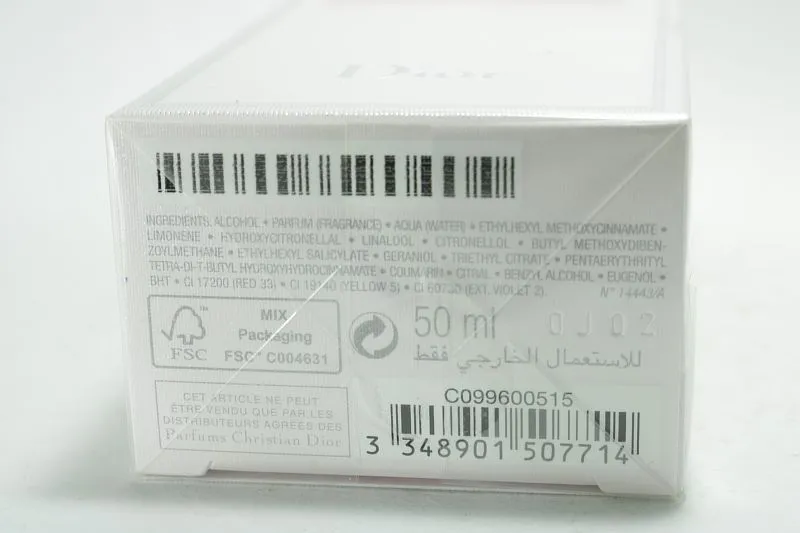 Dior
INGREDIENTS: ALCOHOL • PARFUM (FRAGRANCE) • AQUA (WATER) • ETHYLHEXYL METHOXYCINNAMATE •
LIMONENE • HYDROXYCITRONELLAL • LINALOOL • CITRONELLOL • BUTYL METHOXYDIBEN-
ZOYLMETHANE • ETHYLHEXYL SALICYLATE • GERANIOL • TRIETHYL CITRATE • PENTAERYTHRITYL
TETRA-DI-T-BUTYL HYDROXYHYDROCINNAMATE • COUMARIN • CITRAL • BENZYL ALCOHOL • EUGENOL •
BHT • CI 17200 (RED 33) • CI 19140 (YELLOW 5) • CI 60730 (EXT. VIOLET 2). N° 14443/A
FSC
MIX
Packaging
FSC® C004631
50 ml
0J02
للاستعمال الخارجي فقط
CET ARTICLE NE PEUT
ÊTRE VENDU QUE PAR LES
DISTRIBUTEURS AGRÉÉS DES
Parfums Christian Dior
C099600515
3 348901 507714